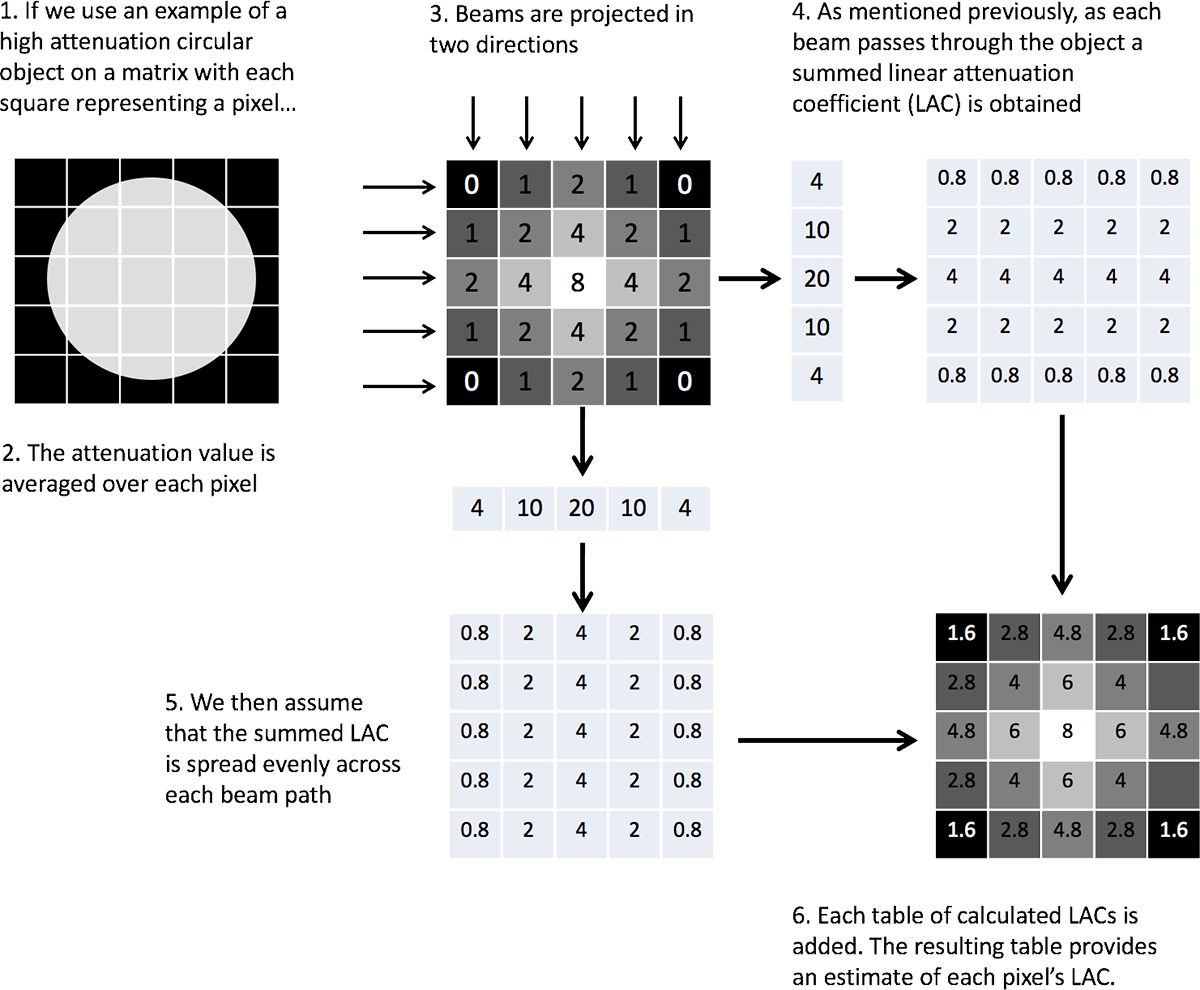 1. If we use an example of a
high attenuation circular
object on a matrix with each
square representing a pixel...
2. The attenuation value is
averaged over each pixel
3. Beams are projected in
two directions
0 1 2 1 0
1 2 4 2 1
2 4 8 4 2
1 2 4 2 1
0 1 2 1 0
4. As mentioned previously, as each
beam passes through the object a
summed linear attenuation
coefficient (LAC) is obtained
4
10
20
10
4
0.8 0.8 0.8 0.8 0.8
2 2 2 2 2
4 4 4 4 4
2 2 2 2 2
0.8 0.8 0.8 0.8 0.8
4 10 20 10 4
0.8 2 4 2 0.8
0.8 2 4 2 0.8
0.8 2 4 2 0.8
0.8 2 4 2 0.8
0.8 2 4 2 0.8
5. We then assume
that the summed LAC
is spread evenly across
each beam path
1.6 2.8 4.8 2.8 1.6
2.8 4 6 4
4.8 6 8 6 4.8
2.8 4 6 4
1.6 2.8 4.8 2.8 1.6
6. Each table of calculated LACs is
added. The resulting table provides
an estimate of each pixel's LAC.